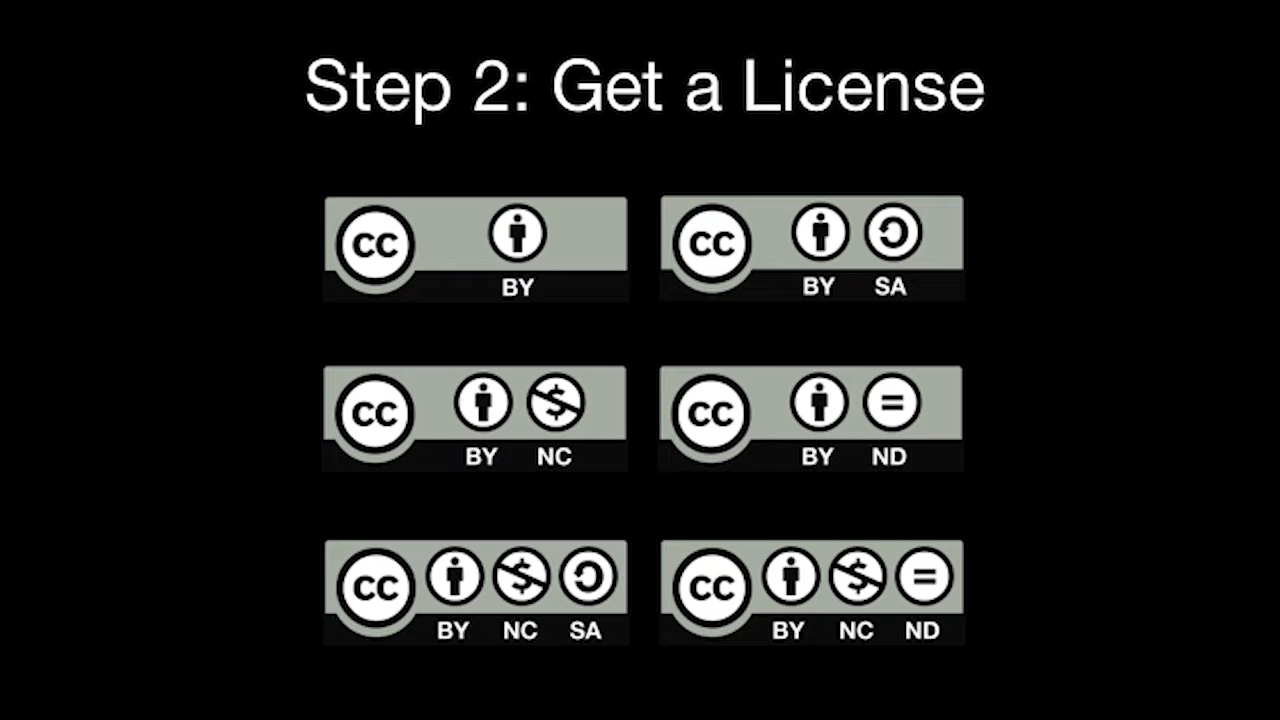 Step 2: Get a License
CC BY
CC BY SA
CC BY NC
CC BY ND
CC BY NC SA
CC BY NC ND